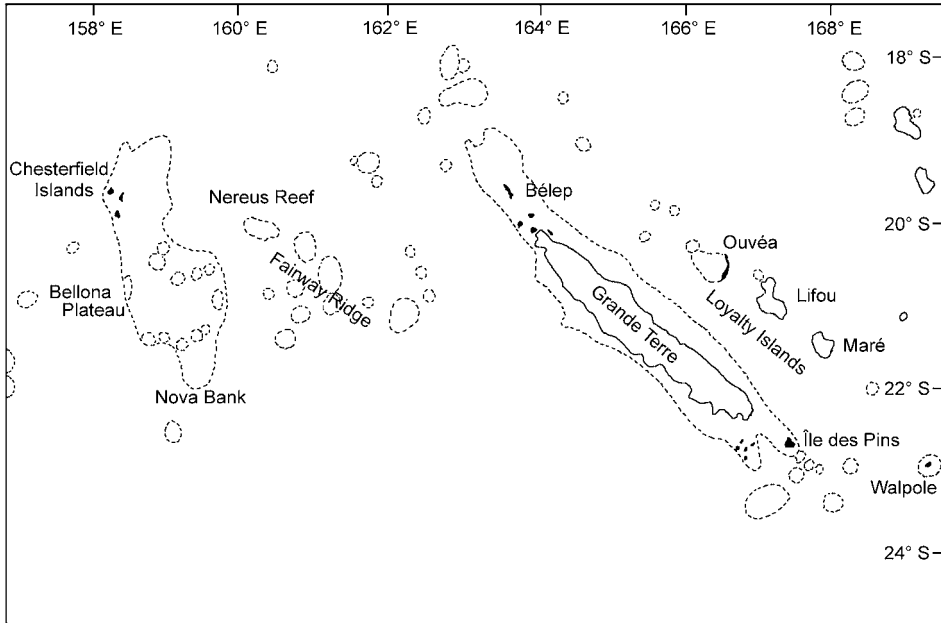 158° E
160° E
162° E
164° E
166° E
168° E
18° S
Chesterfield
Islands
Nereus Reef
Bélep
20° S
Ouvéa
Fairway Ridge
Bellona
Plateau
Grande Terre
Loyalty Islands
Lifou
Maré
Nova Bank
22° S
Île des Pins
Walpole
24° S